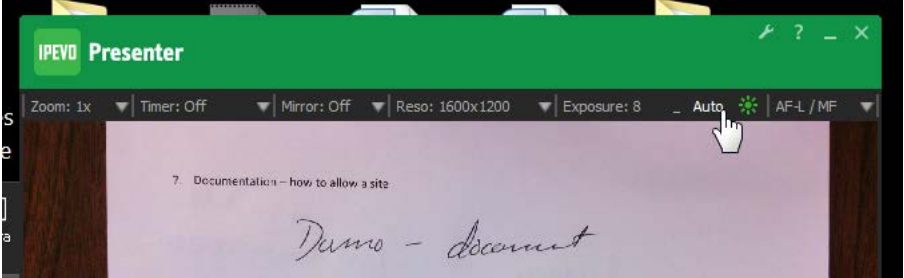 IPEVO Presenter
? _ ×
Zoom: 1x Timer: Off Mirror: Off Reso: 1600x1200 Exposure: 8 _ Auto AF-L / MF
s
e
7. Documentation – how to allow a site
Dumo – document
a